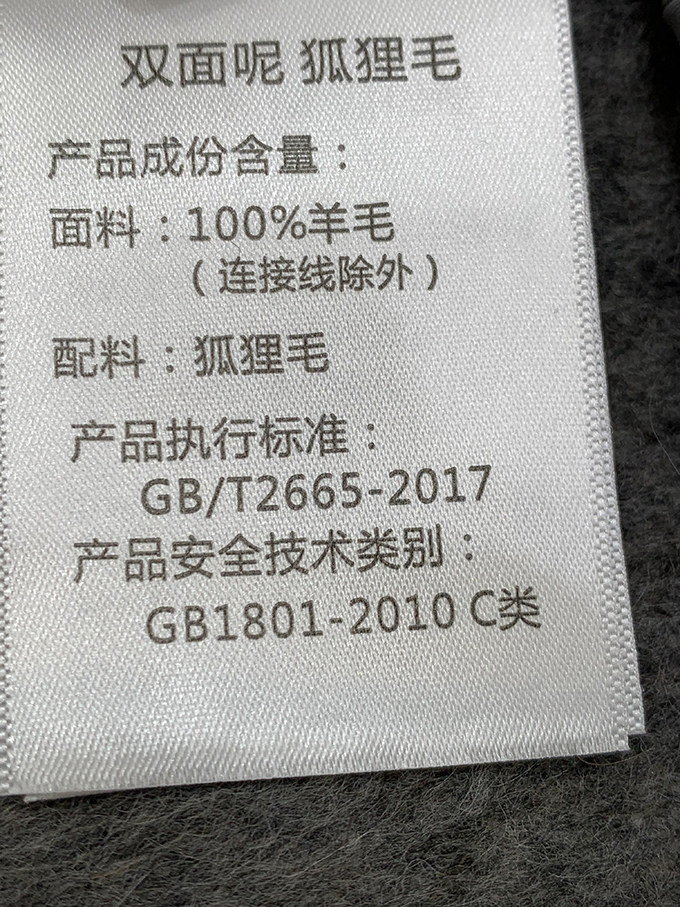 双面呢 狐狸毛
产品成份含量：
面料：100%羊毛
（连接线除外）
配料：狐狸毛
产品执行标准：
GB/T2665-2017
产品安全技术类别：
GB1801-2010 C类